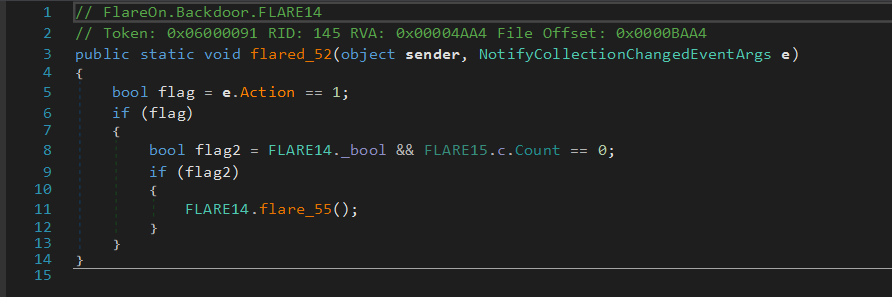 1 // FlareOn.Backdoor.FLARE14
2 // Token: 0x06000091 RID: 145 RVA: 0x00004AA4 File Offset: 0x0000BAA4
3 public static void flared_52(object sender, NotifyCollectionChangedEventArgs e)
4 {
5 bool flag = e.Action == 1;
6 if (flag)
7 {
8 bool flag2 = FLARE14._bool && FLARE15.c.Count == 0;
9 if (flag2)
10 {
11 FLARE14.flare_55();
12 }
13 }
14 }
15